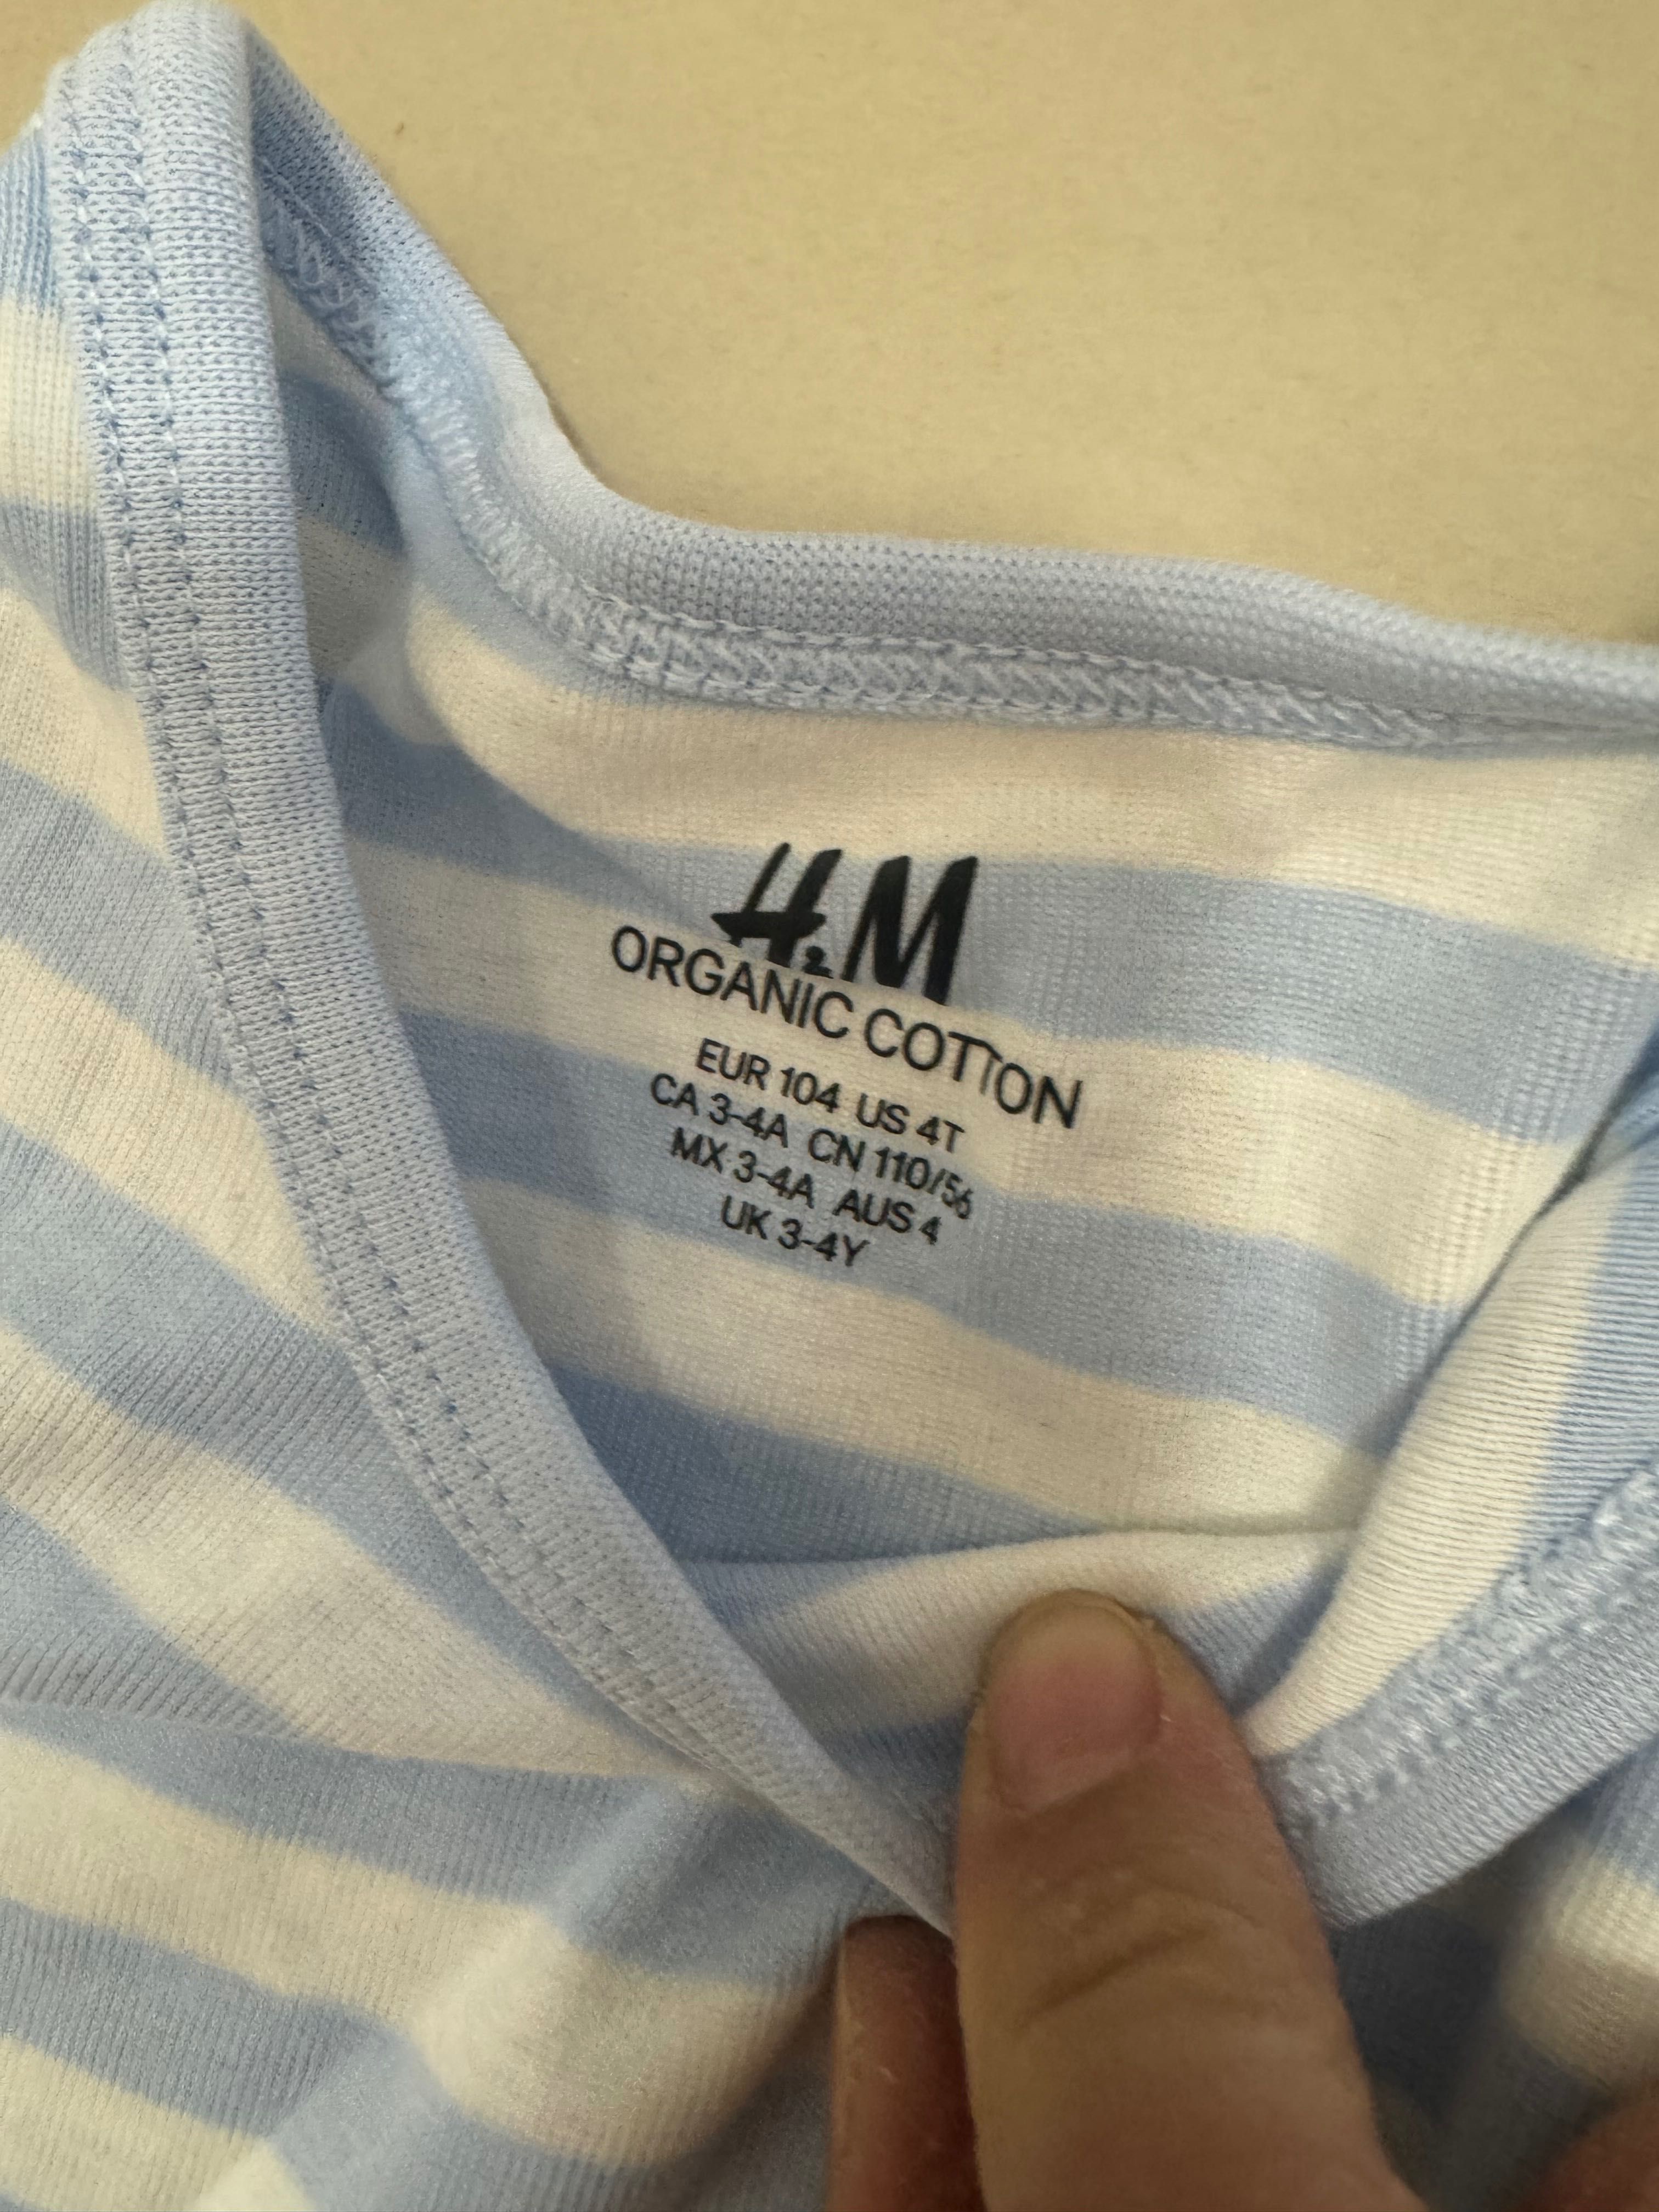 H&M
ORGANIC COTTON
EUR 104 US 4T
CA 3-4A CN 110/56
MX 3-4A AUS 4
UK 3-4Y